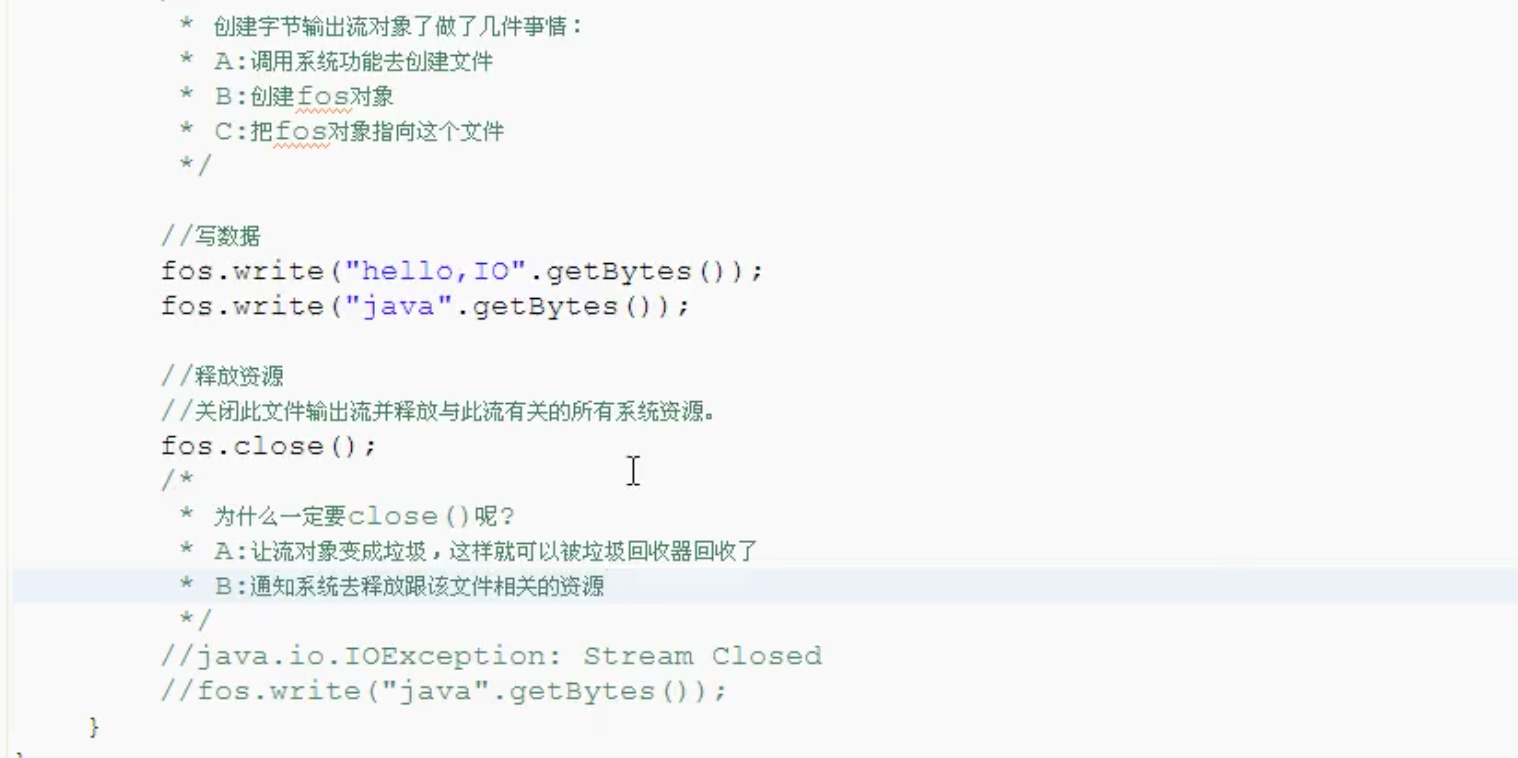 * 创建字节输出流对象了做了几件事情：
* A:调用系统功能去创建文件
* B:创建fos对象
* C:把fos对象指向这个文件
*/
//写数据
fos.write("hello,IO".getBytes());
fos.write("java".getBytes());
//释放资源
//关闭此文件输出流并释放与此流有关的所有系统资源。
fos.close();
/*
* 为什么一定要close()呢?
* A:让流对象变成垃圾，这样就可以被垃圾回收器回收了
* B:通知系统去释放跟该文件相关的资源
*/
//java.io.IOException: Stream Closed
//fos.write("java".getBytes());
}
}